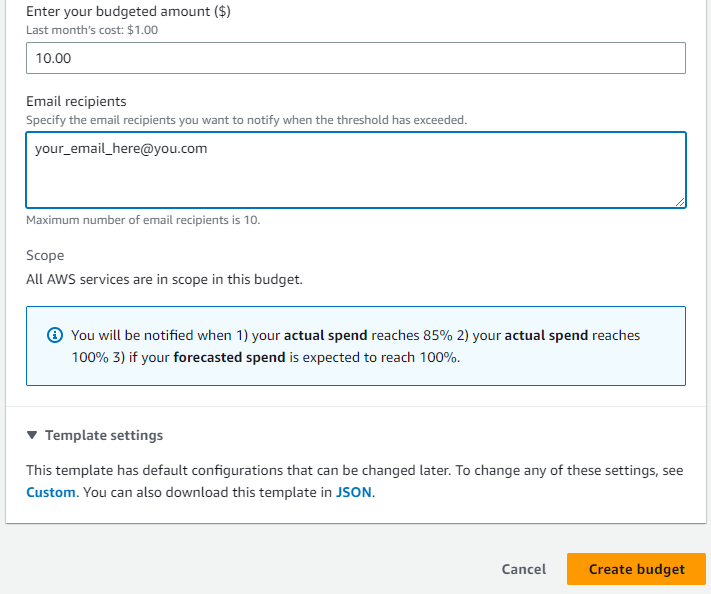 Enter your budgeted amount ($)
Last month's cost: $1.00
10.00
Email recipients
Specify the email recipients you want to notify when the threshold has exceeded.
your_email_here@you.com
Maximum number of email recipients is 10.
Scope
All AWS services are in scope in this budget.
You will be notified when 1) your actual spend reaches 85% 2) your actual spend reaches
100% 3) if your forecasted spend is expected to reach 100%.
Template settings
This template has default configurations that can be changed later. To change any of these settings, see
Custom. You can also download this template in JSON.
Cancel
Create budget